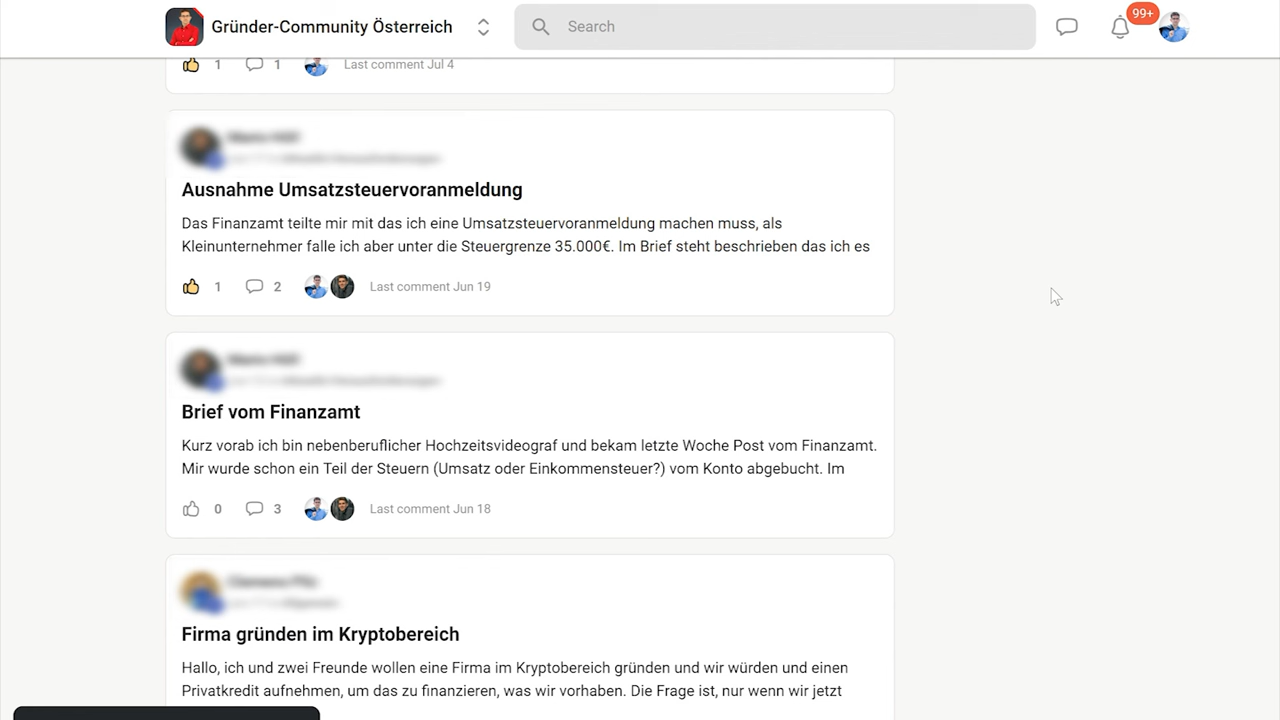 Gründer-Community Österreich
Search
99+
1
1
Last comment Jul 4
Ausnahme Umsatzsteuervoranmeldung
Das Finanzamt teilte mir mit das ich eine Umsatzsteuervoranmeldung machen muss, als
Kleinunternehmer falle ich aber unter die Steuergrenze 35.000€. Im Brief steht beschrieben das ich es
1
2
Last comment Jun 19
Brief vom Finanzamt
Kurz vorab ich bin nebenberuflicher Hochzeitsvideograf und bekam letzte Woche Post vom Finanzamt.
Mir wurde schon ein Teil der Steuern (Umsatz oder Einkommensteuer?) vom Konto abgebucht. Im
0
3
Last comment Jun 18
Firma gründen im Kryptobereich
Hallo, ich und zwei Freunde wollen eine Firma im Kryptobereich gründen und wir würden und einen
Privatkredit aufnehmen, um das zu finanzieren, was wir vorhaben. Die Frage ist, nur wenn wir jetzt